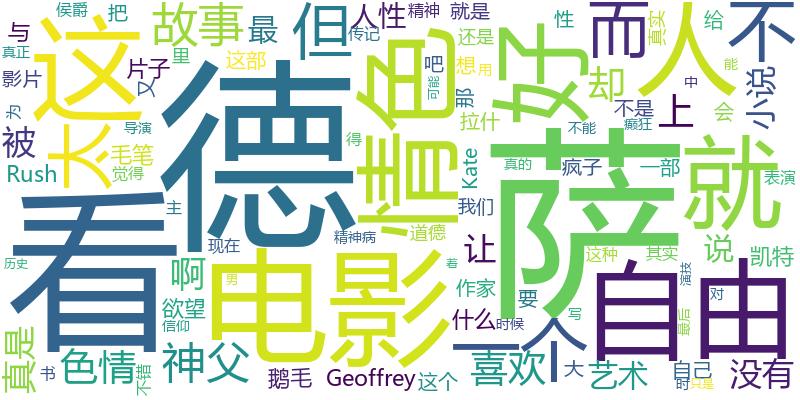 侯爵 把 故事 最 但 人性 精神 就是 而 性 给 不
与 真正 这 里 传记 还是 好 真实 人
影片 片子 又 这部 吧 想 用 却 能 小说
为 太 导演 德 情色 那 可能 拉什 不是 上 中 会
被 毛笔 得 不能 癫狂 就
Rush 觉得 Kate 真的 疯子 一部 表演
看 主 现在 精神病 道德 我们 萨 这种 其实 说 凯特
历史 啊 电影 男 着 让 作家 要 自由 演技 对
欲望 信仰 什么 时候 写 最后
真是 书 色情 不错 神父 鹅毛 Geoffrey 这个 喜欢 一个 大 艺术 自己 时 只是 没有